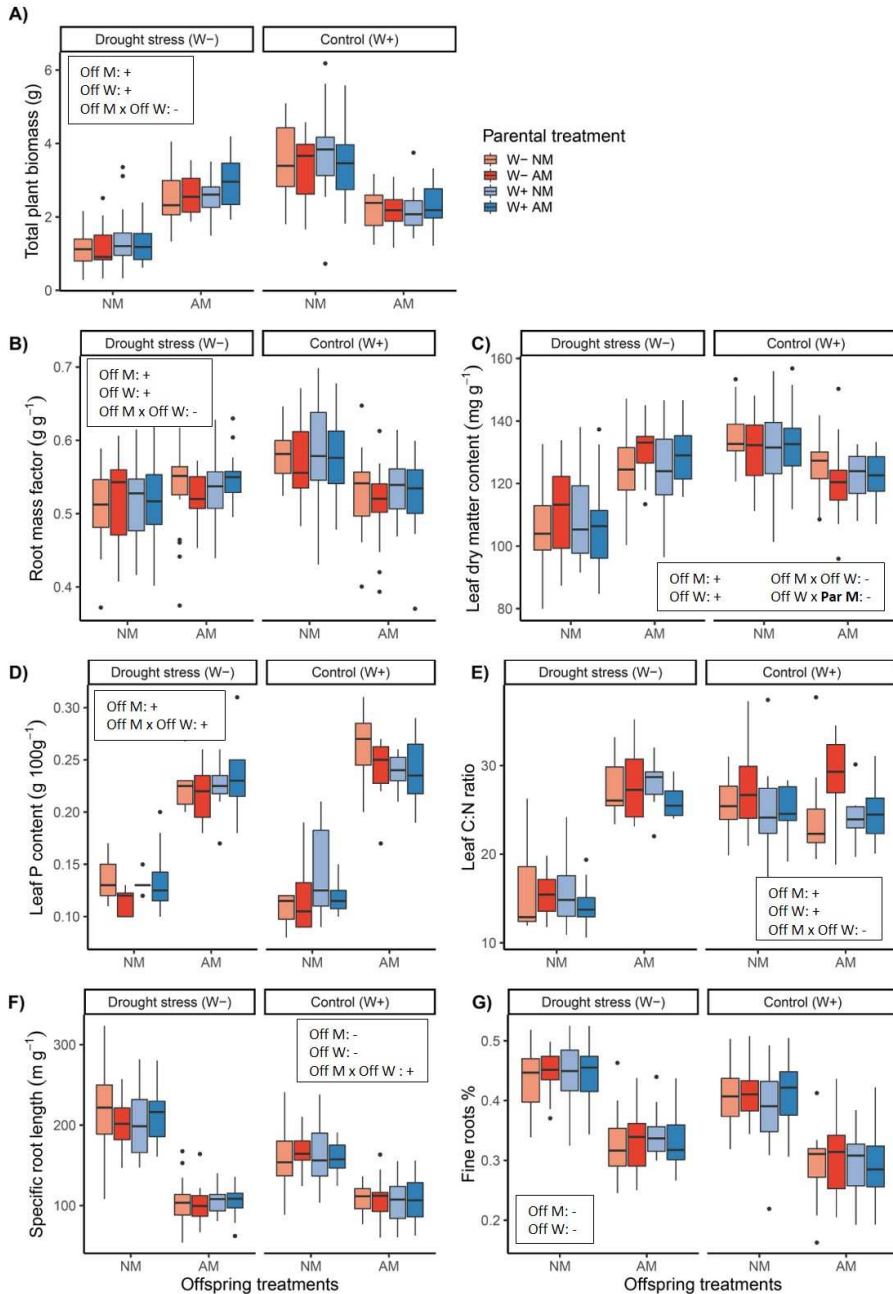 A)
Drought stress (W−)
Control (W+)
Off M: +
Off W: +
Off M x Off W: -
Total plant biomass (g)
6
4
2
0
NM
AM
NM
AM
Parental treatment
W− NM
W− AM
W+ NM
W+ AM
B)
Drought stress (W−)
Control (W+)
Off M: +
Off W: +
Off M x Off W: -
Root mass factor (g g⁻¹)
0.7
0.6
0.5
0.4
NM
AM
NM
AM
C)
Drought stress (W−)
Control (W+)
Leaf dry matter content (mg g⁻¹)
160
140
120
100
80
Off M: + Off M x Off W: -
Off W: + Off W x Par M: -
NM
AM
NM
AM
D)
Drought stress (W−)
Control (W+)
Off M: +
Off M x Off W: +
Leaf P content (g 100g⁻¹)
0.30
0.25
0.20
0.15
0.10
NM
AM
NM
AM
E)
Drought stress (W−)
Control (W+)
Leaf C:N ratio
30
20
10
Off M: +
Off W: +
Off M x Off W: -
NM
AM
NM
AM
F)
Drought stress (W−)
Control (W+)
Off M: -
Off W: -
Off M x Off W : +
Specific root length (m g⁻¹)
300
200
100
NM
AM
NM
AM
Offspring treatments
G)
Drought stress (W−)
Control (W+)
Fine roots %
0.5
0.4
0.3
0.2
Off M: -
Off W: -
NM
AM
NM
AM
Offspring treatments